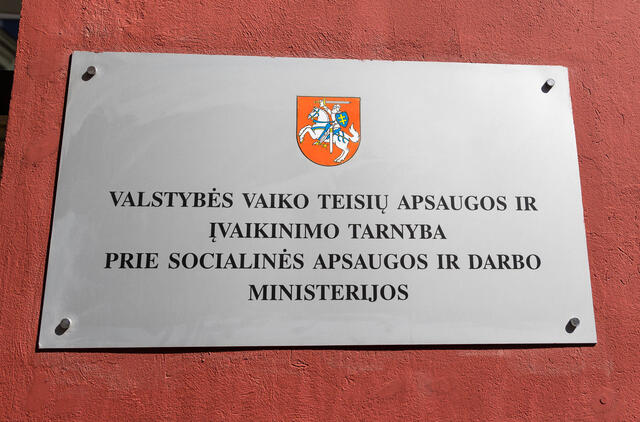 VALSTYBĖS VAIKO TEISIŲ APSAUGOS IR
ĮVAIKINIMO TARNYBA
PRIE SOCIALINĖS APSAUGOS IR DARBO
MINISTERIJOS